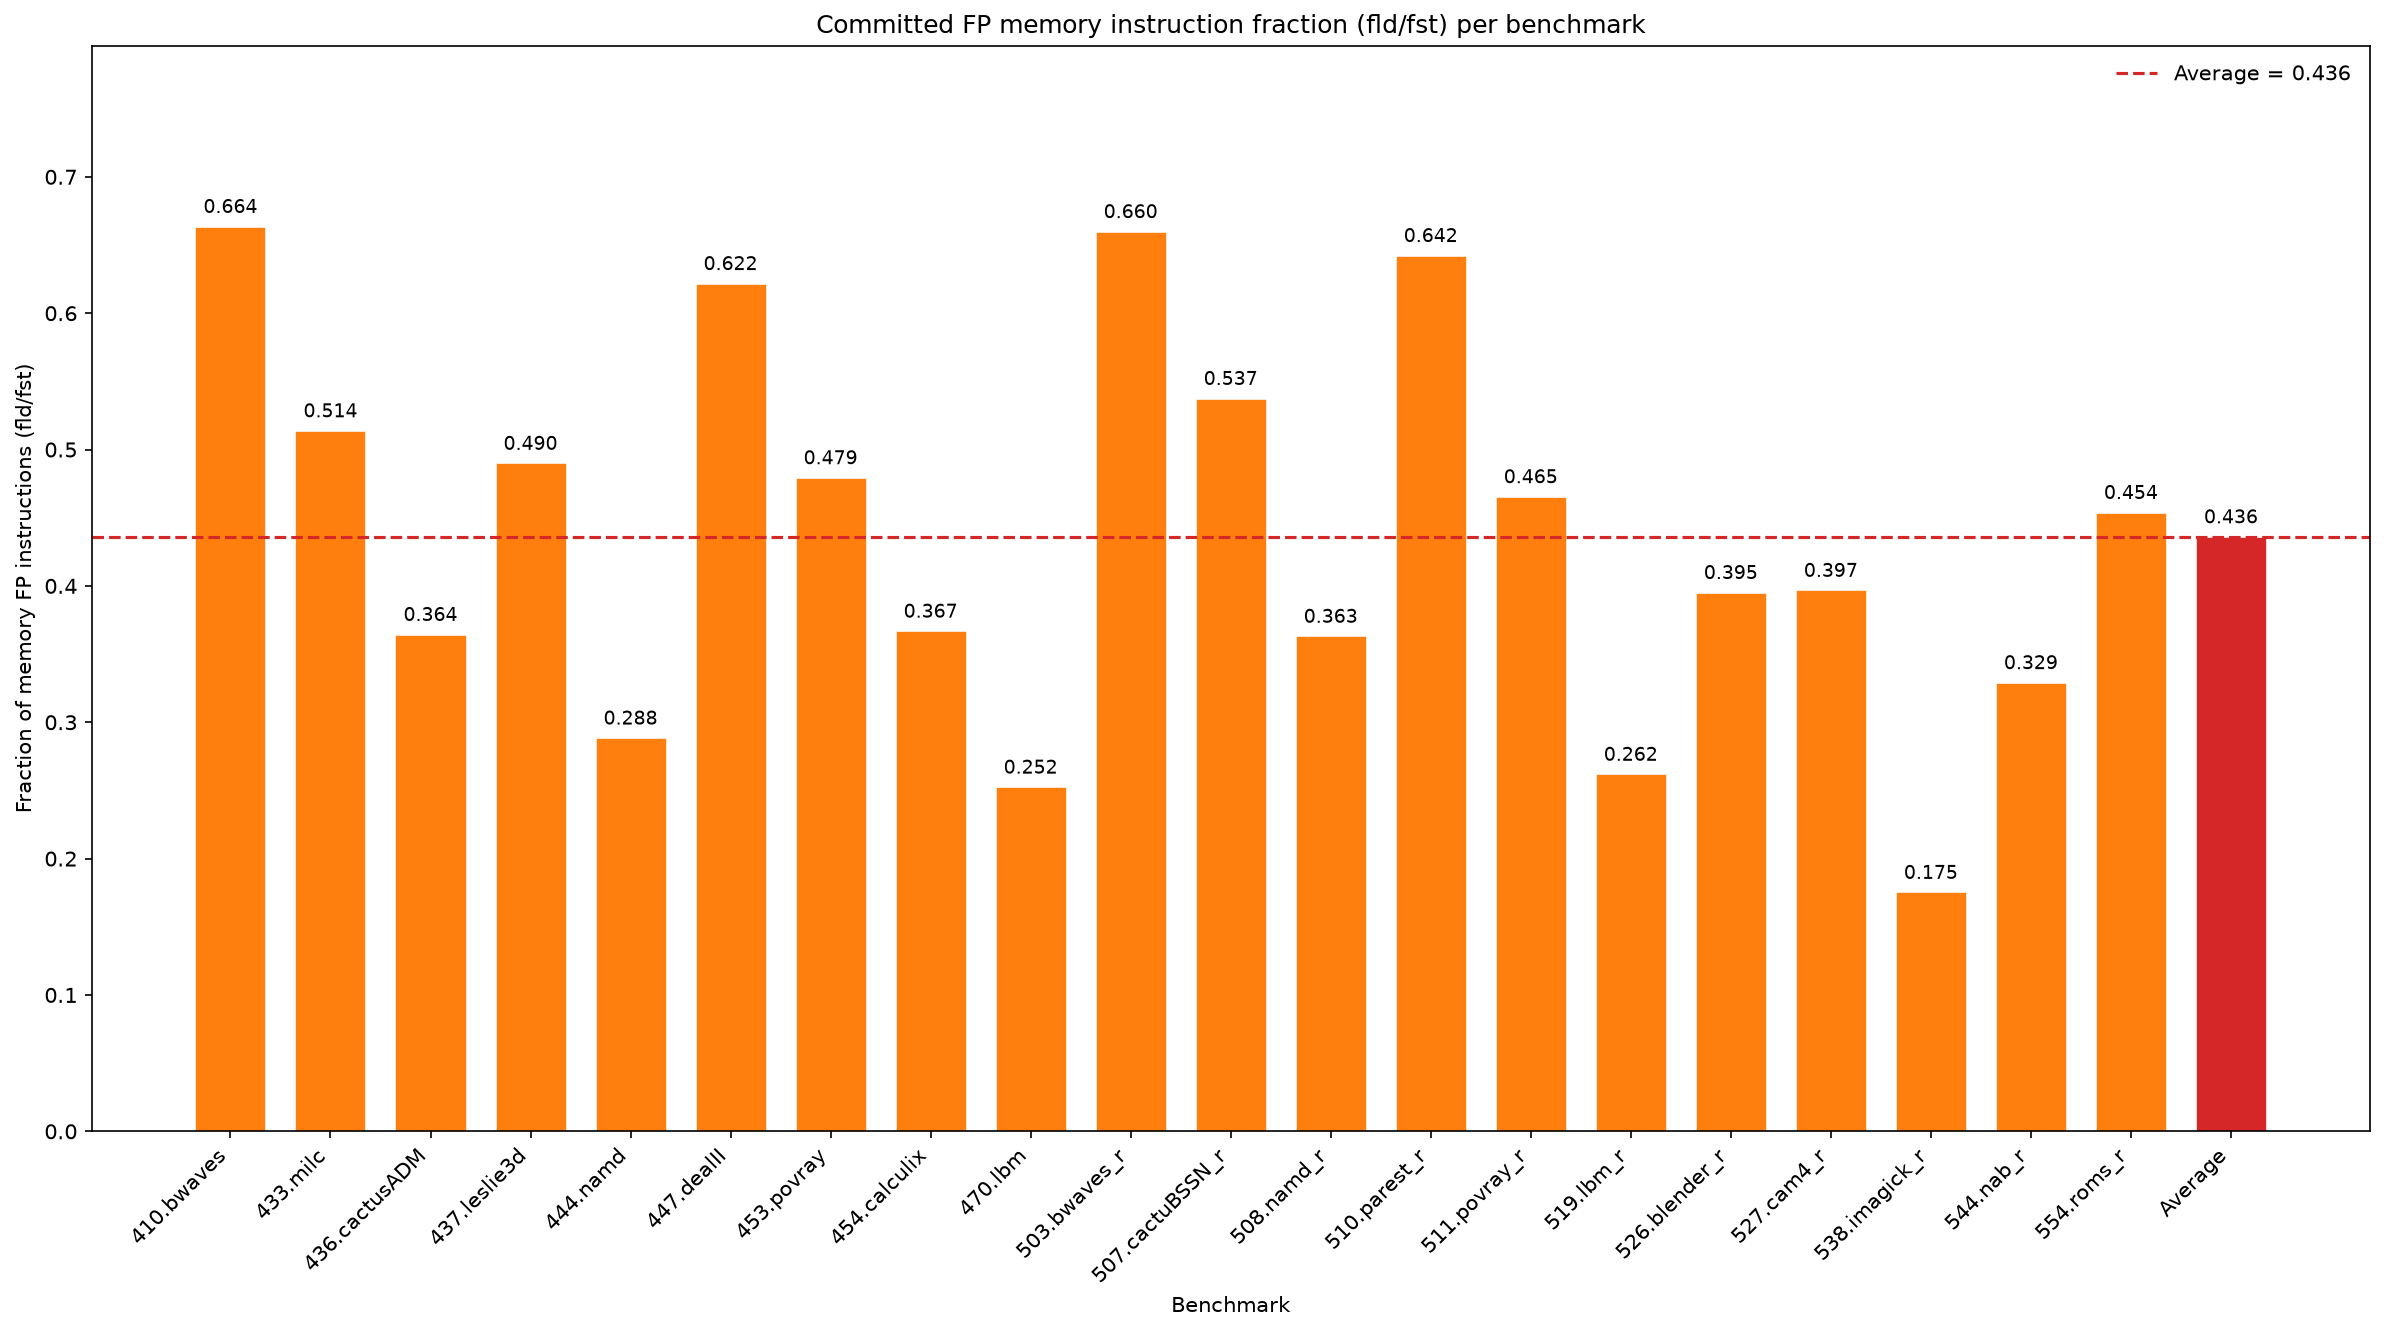 Committed FP memory instruction fraction (fld/fst) per benchmark
Average = 0.436
Fraction of memory FP instructions (fld/fst)
0.7
0.6
0.5
0.4
0.3
0.2
0.1
0.0
0.664
0.514
0.364
0.490
0.288
0.622
0.479
0.367
0.252
0.660
0.537
0.363
0.642
0.465
0.262
0.395
0.397
0.175
0.329
0.454
0.436
410.bwaves
433.milc
436.cactusADM
437.leslie3d
444.namd
447.dealII
453.povray
454.calculix
470.lbm
503.bwaves_r
507.cactuBSSN_r
508.namd_r
510.parest_r
511.povray_r
519.lbm_r
526.blender_r
527.cam4_r
538.imagick_r
544.nab_r
554.roms_r
Average
Benchmark